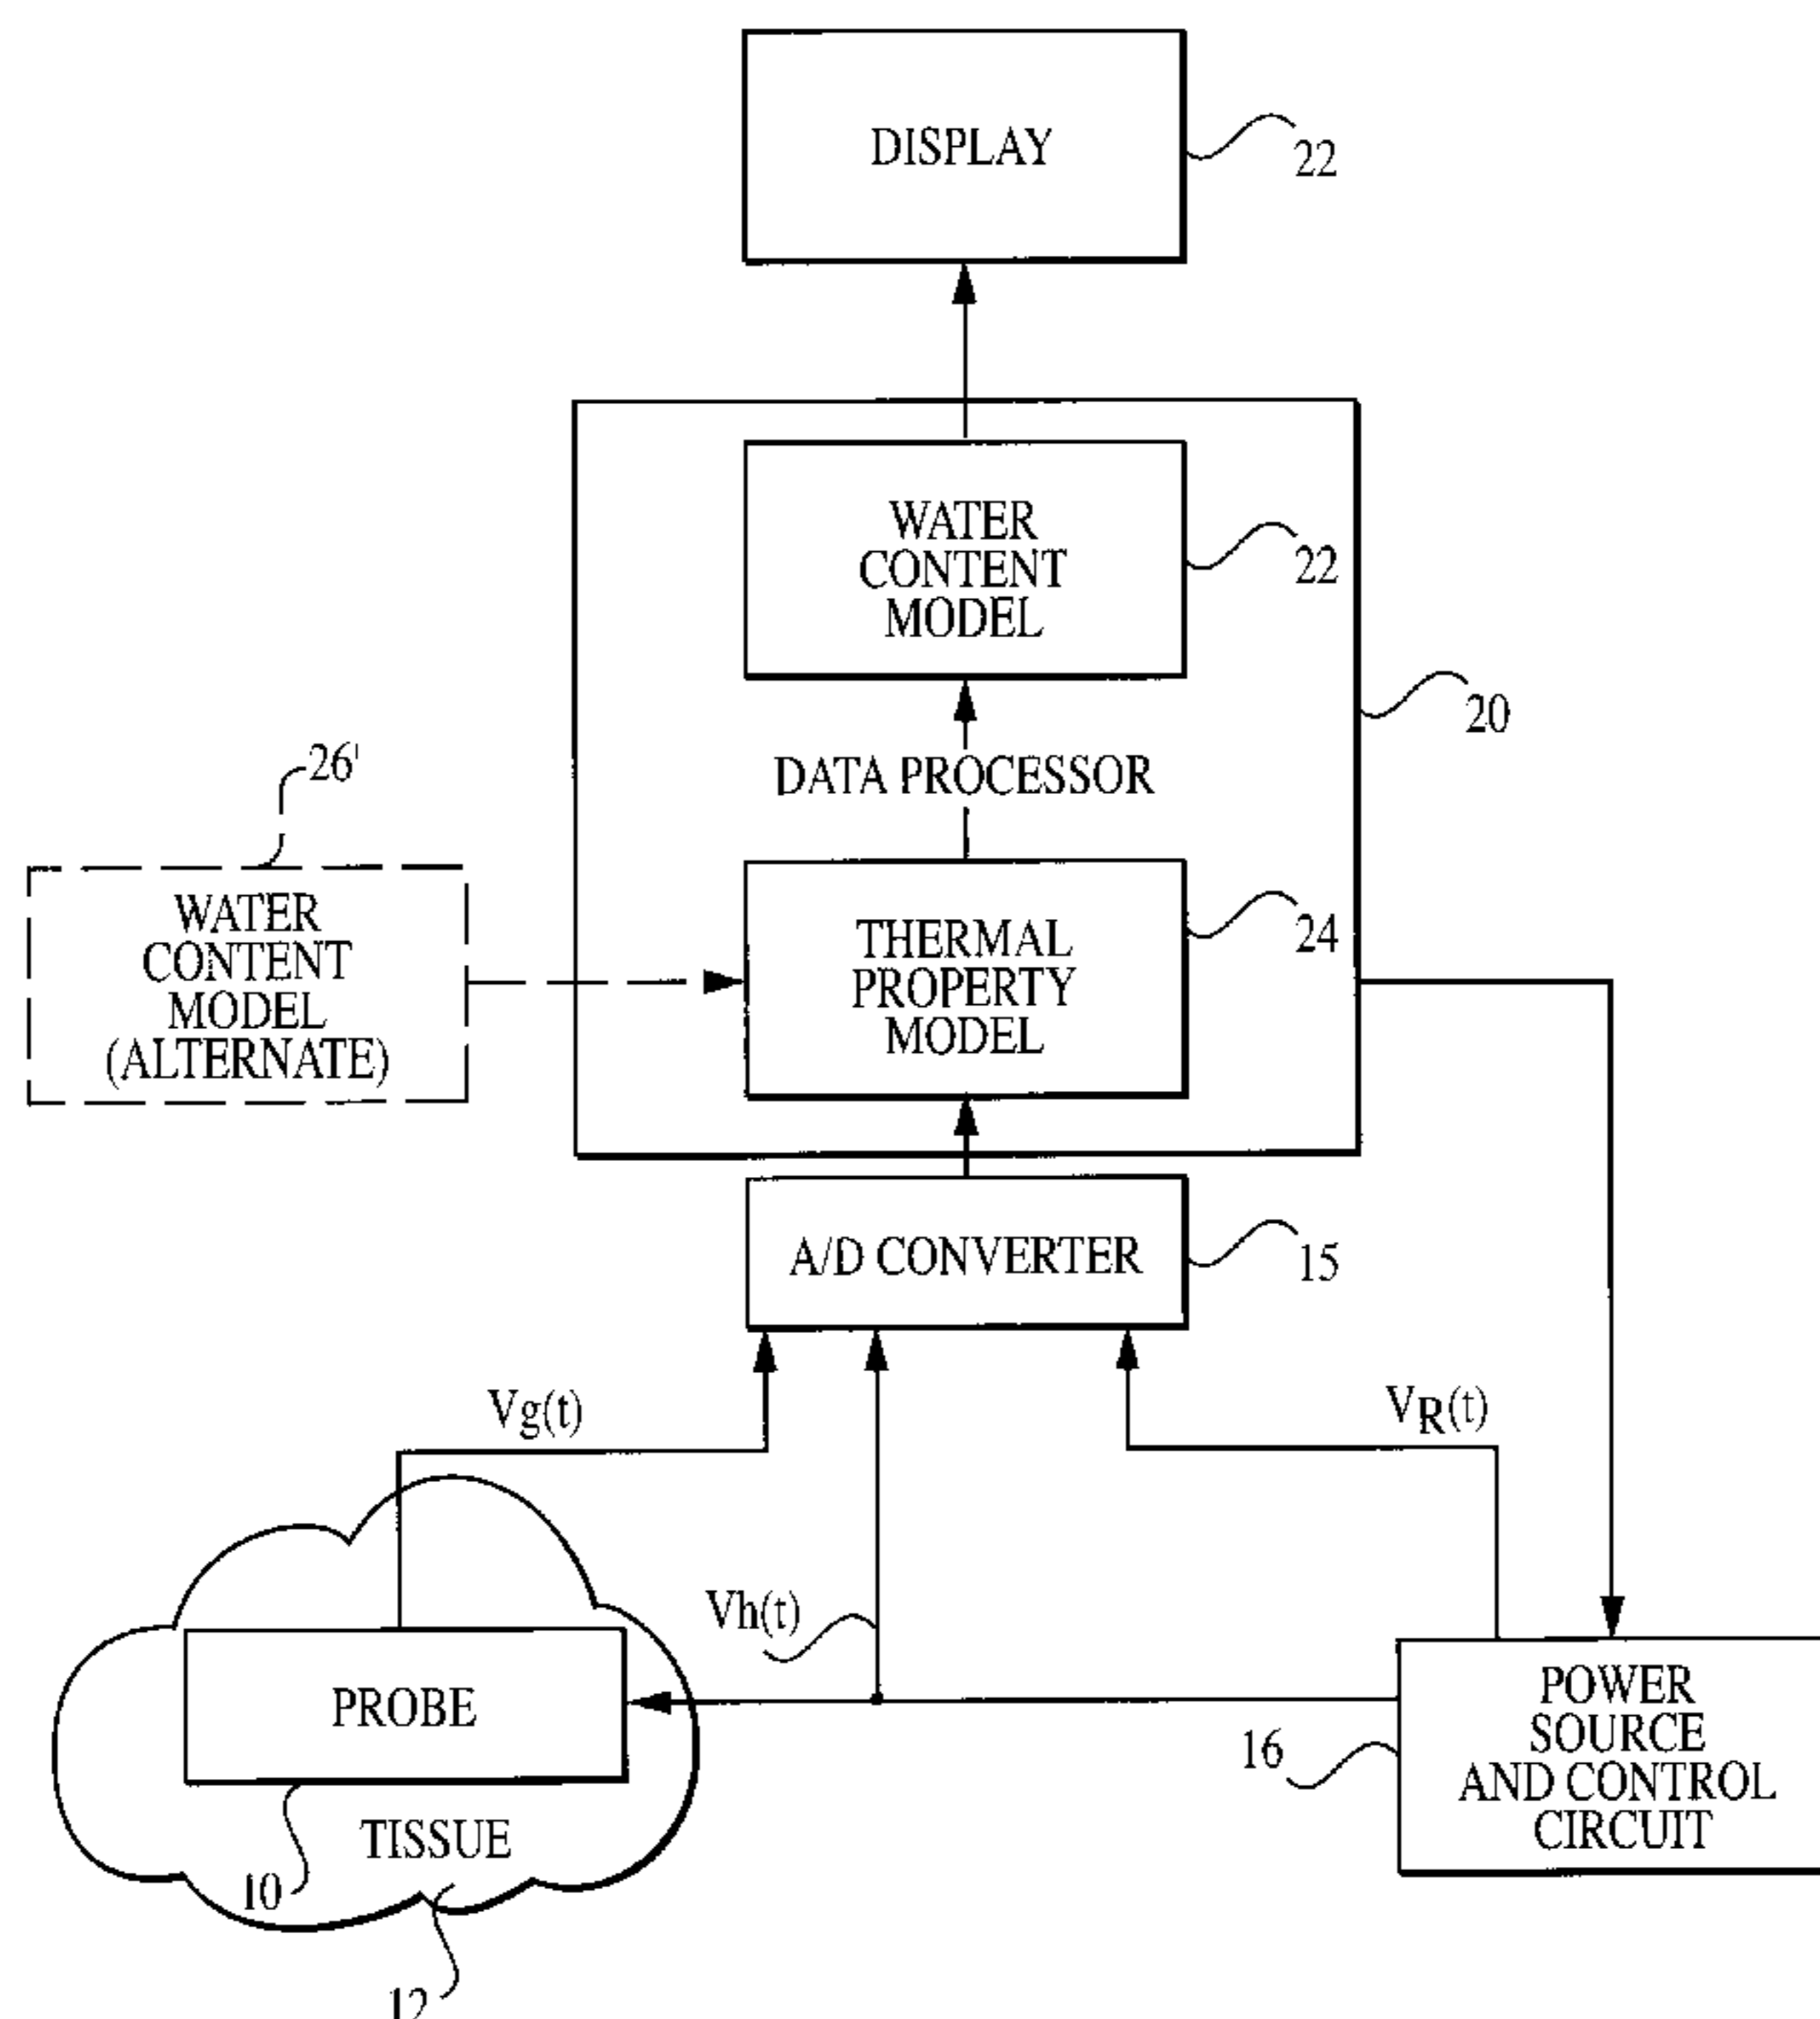 DISPLAY
22
WATER
CONTENT
MODEL
22
20
DATA PROCESSOR
26'
WATER
CONTENT
MODEL
(ALTERNATE)
THERMAL
PROPERTY
MODEL
24
A/D CONVERTER
15
Vg(t)
VR(t)
Vh(t)
PROBE
POWER
SOURCE
AND CONTROL
CIRCUIT
16
TISSUE
10
12